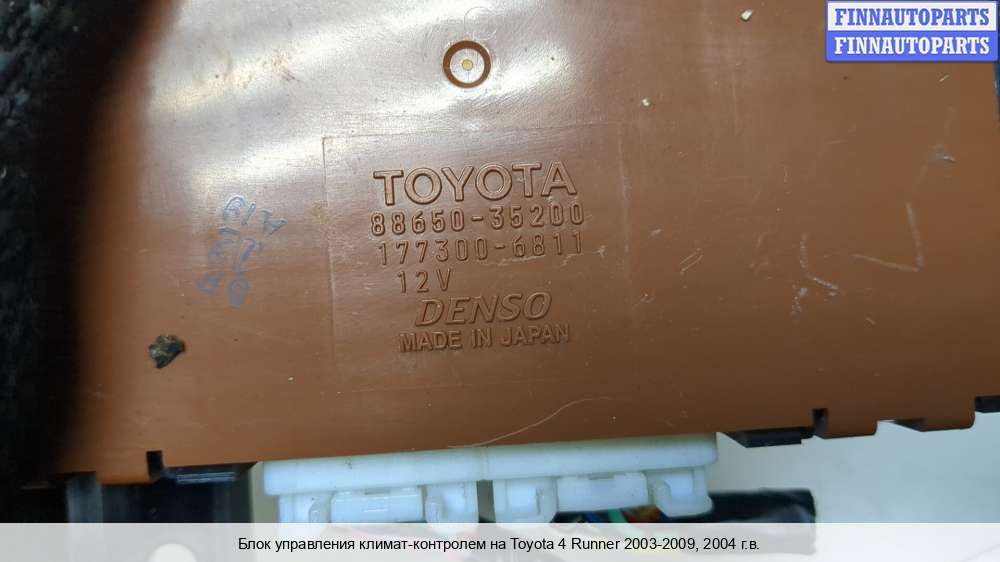 FINNAUTOPARTS
FINNAUTOPARTS
TOYOTA
88650-35200
177300-6811
12V
DENSO
MADE IN JAPAN
Блок управления климат-контролем на Toyota 4 Runner 2003-2009, 2004 г.в.